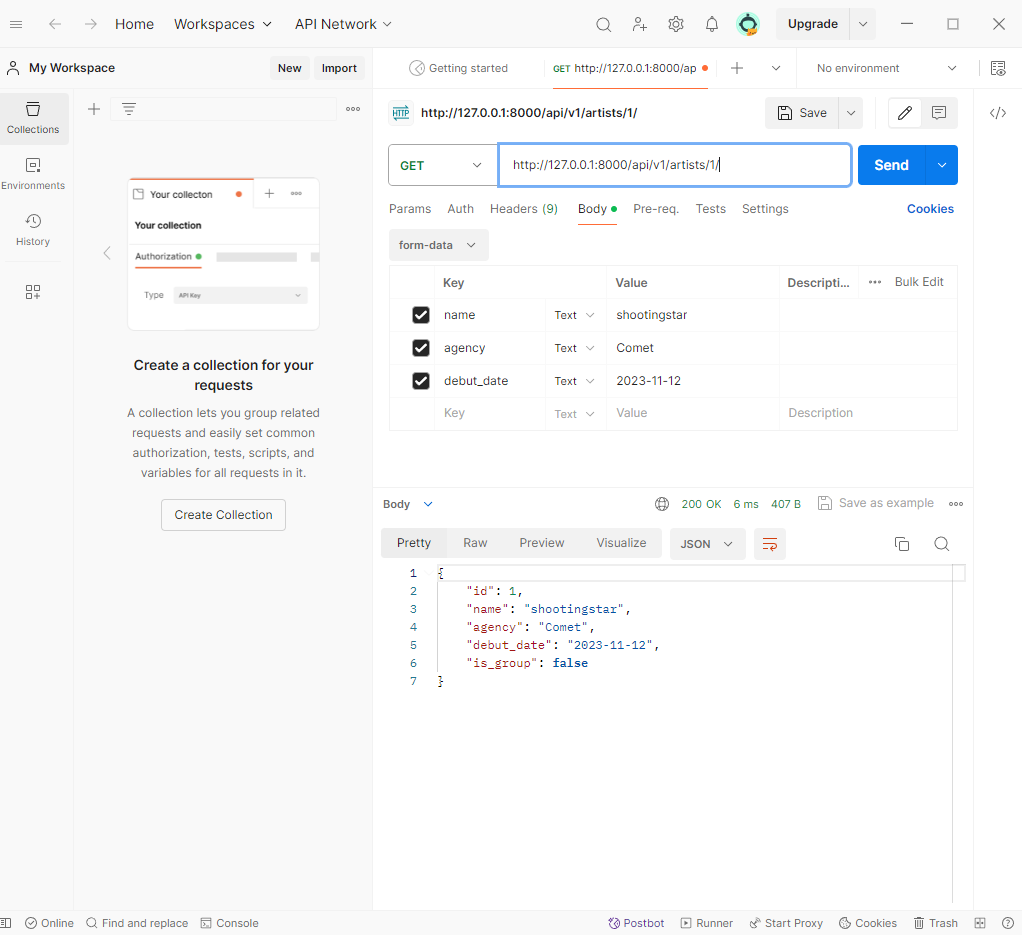 Home Workspaces API Network Upgrade
My Workspace New Import
Getting started GET http://127.0.0.1:8000/ap No environment
Collections
Environments
History
Your collecton
Your collection
Authorization
Type API Key
Create a collection for your
requests
A collection lets you group related
requests and easily set common
authorization, tests, scripts, and
variables for all requests in it.
Create Collection
HTTP http://127.0.0.1:8000/api/v1/artists/1/ Save
GET http://127.0.0.1:8000/api/v1/artists/1/ Send
Params Auth Headers (9) Body Pre-req. Tests Settings Cookies
form-data
Key Value Descripti... Bulk Edit
name Text shootingstar
agency Text Comet
debut_date Text 2023-11-12
Key Text Value Description
Body 200 OK 6 ms 407 B Save as example
Pretty Raw Preview Visualize JSON
1 {
2 "id": 1,
3 "name": "shootingstar",
4 "agency": "Comet",
5 "debut_date": "2023-11-12",
6 "is_group": false
7 }
Online Find and replace Console Postbot Runner Start Proxy Cookies Trash